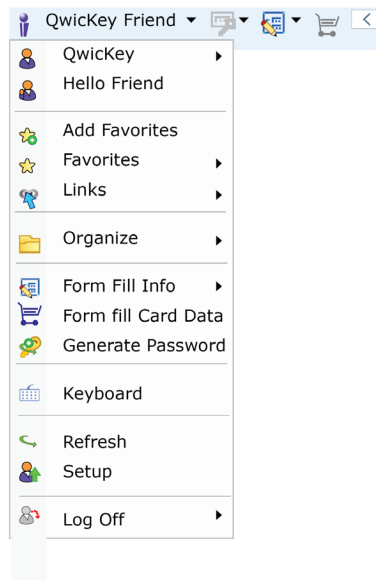 QwicKey Friend
QwicKey
Hello Friend
Add Favorites
Favorites
Links
Organize
Form Fill Info
Form fill Card Data
Generate Password
Keyboard
Refresh
Setup
Log Off